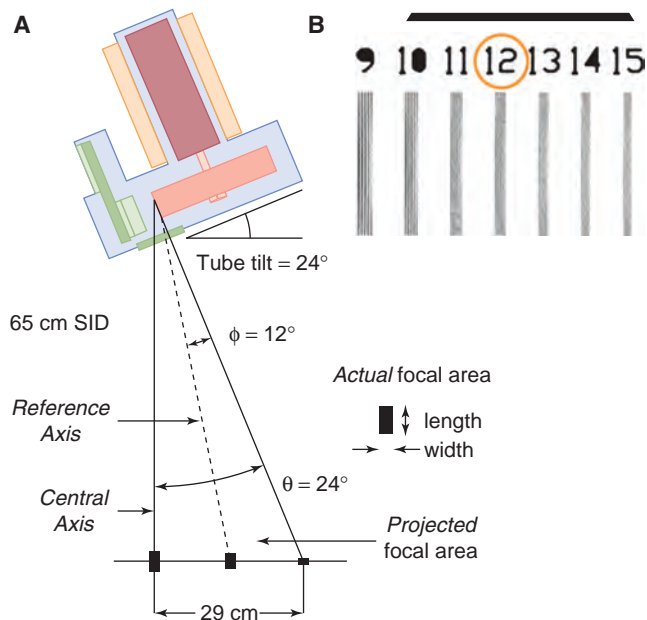 A
B
9 10 11 12 13 14 15
Tube tilt = 24°
65 cm SID
ϕ = 12°
Actual focal area
length
width
Reference
Axis
θ = 24°
Central
Axis
Projected
focal area
29 cm